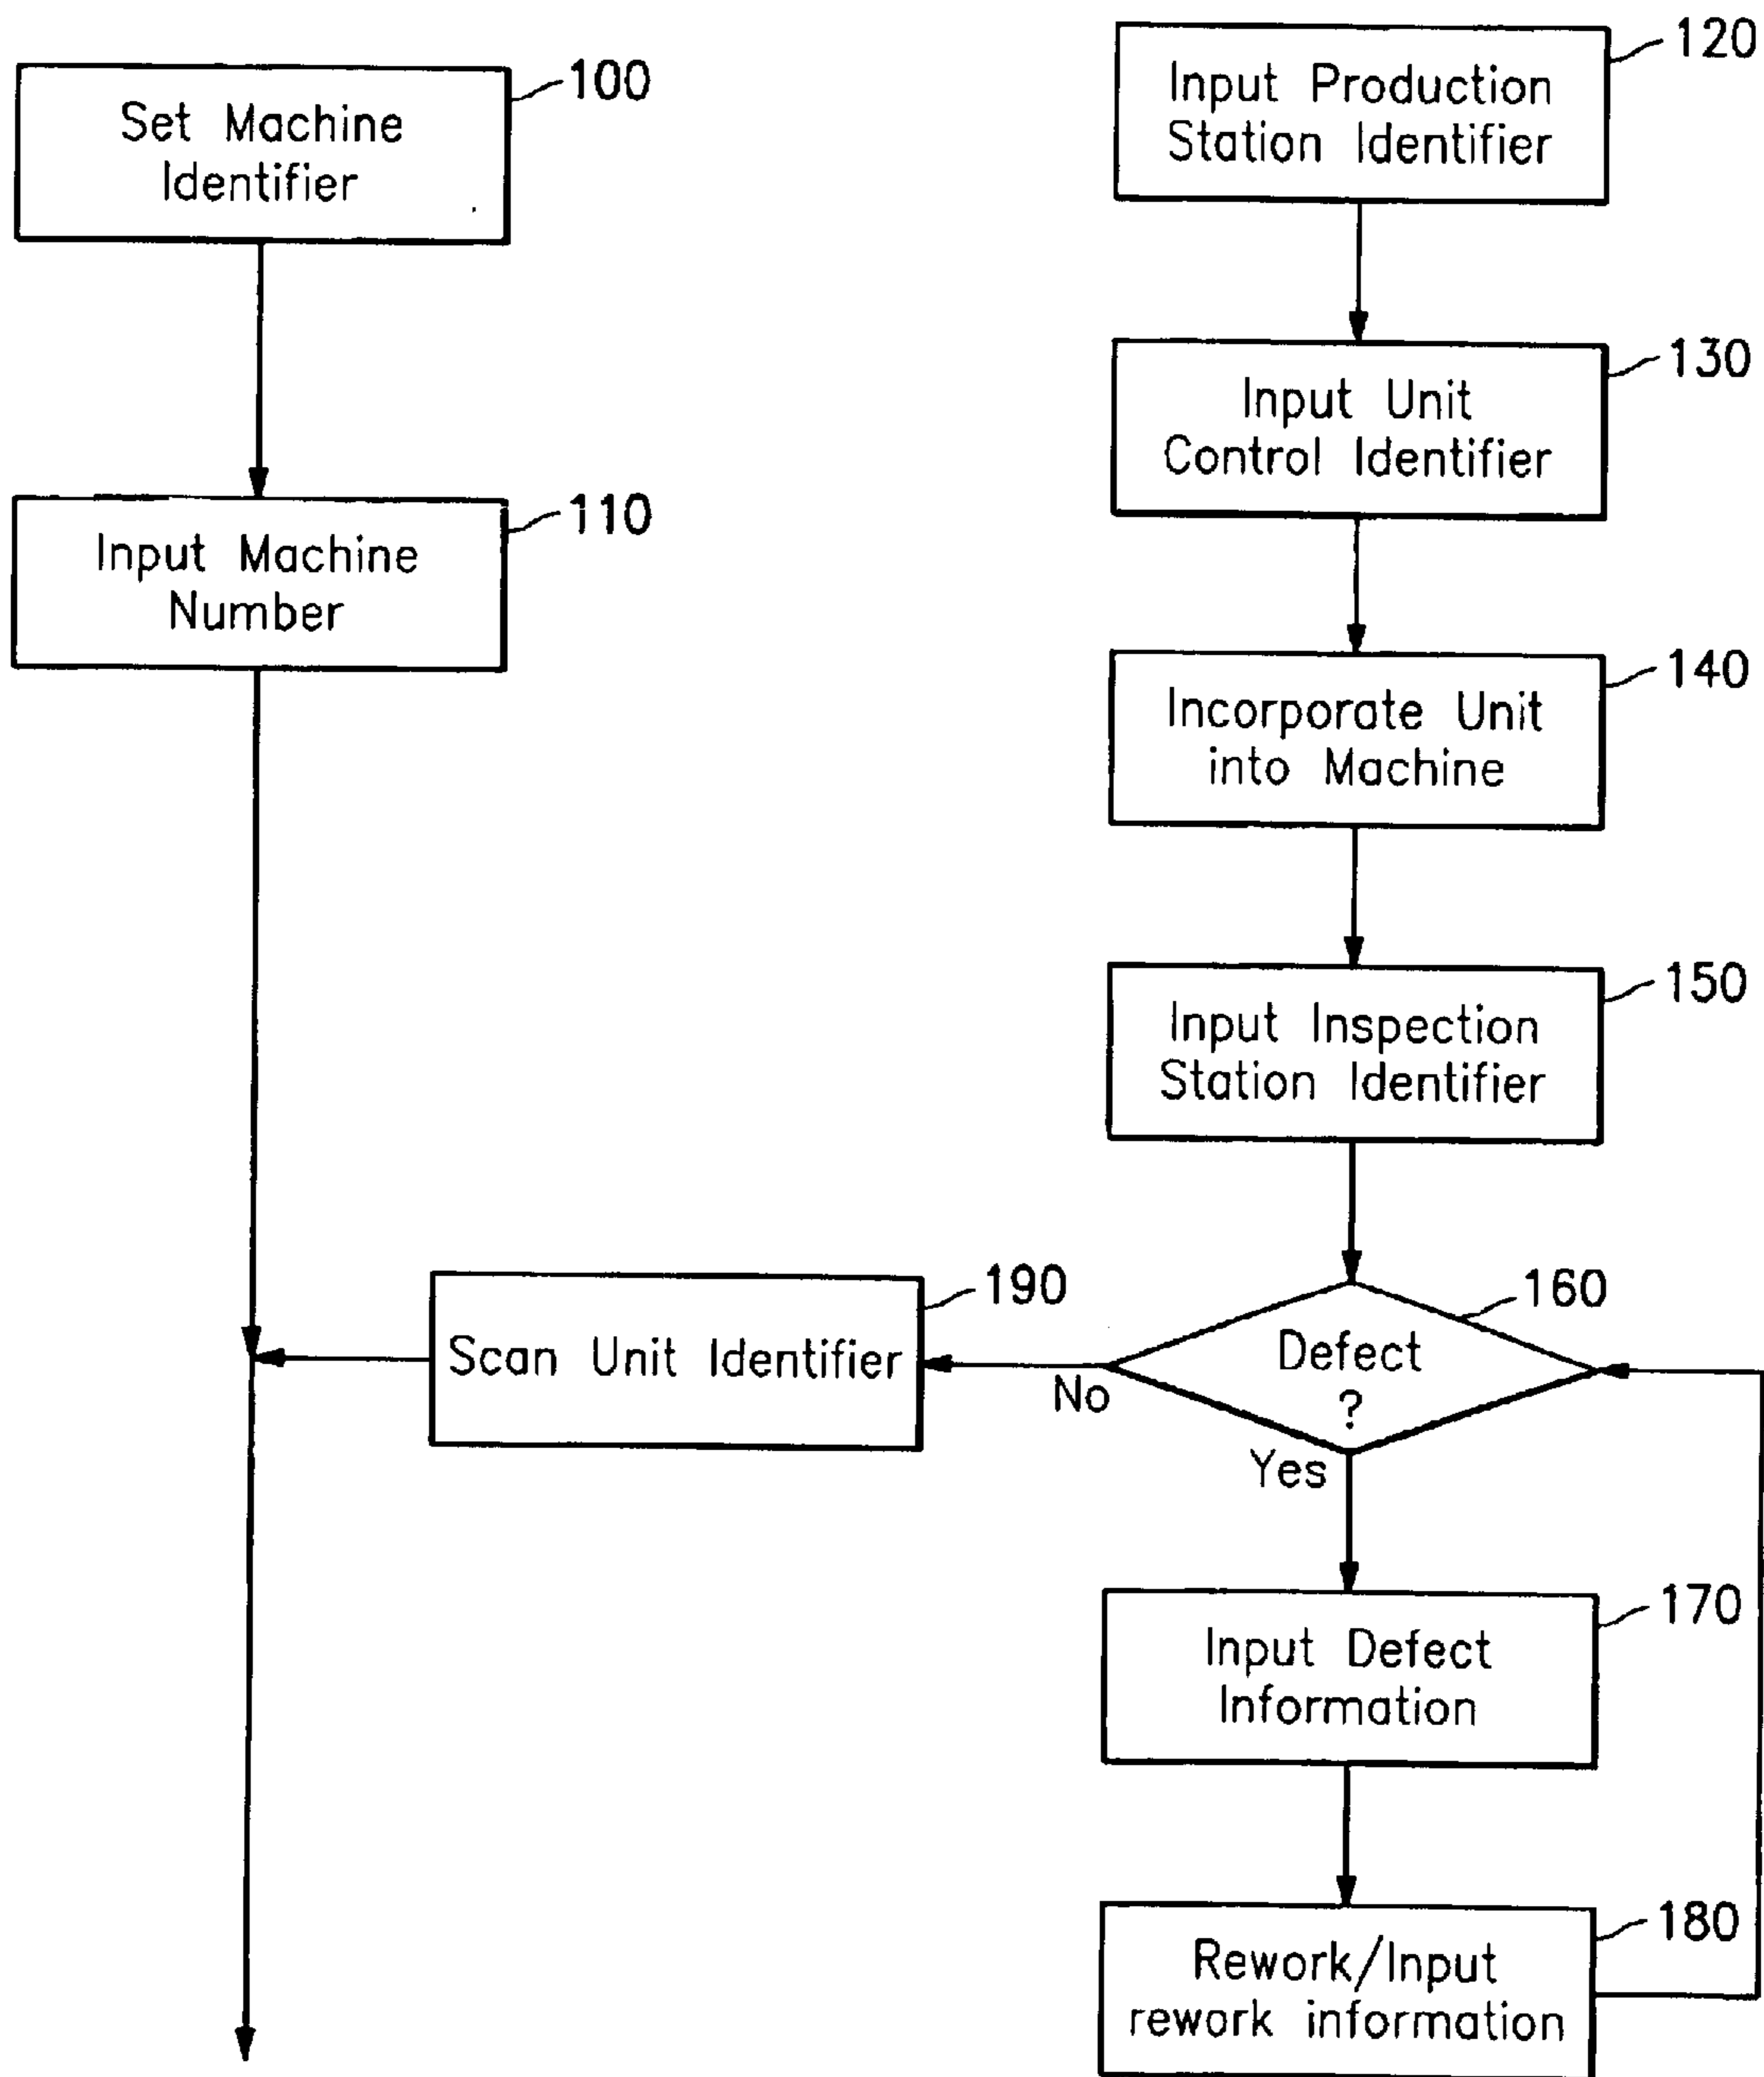 100
Set Machine
Identifier
110
Input Machine
Number
120
Input Production
Station Identifier
130
Input Unit
Control Identifier
140
Incorporate Unit
into Machine
150
Input Inspection
Station Identifier
160
Defect
?
No
Yes
190
Scan Unit Identifier
170
Input Defect
Information
180
Rework/Input
rework information